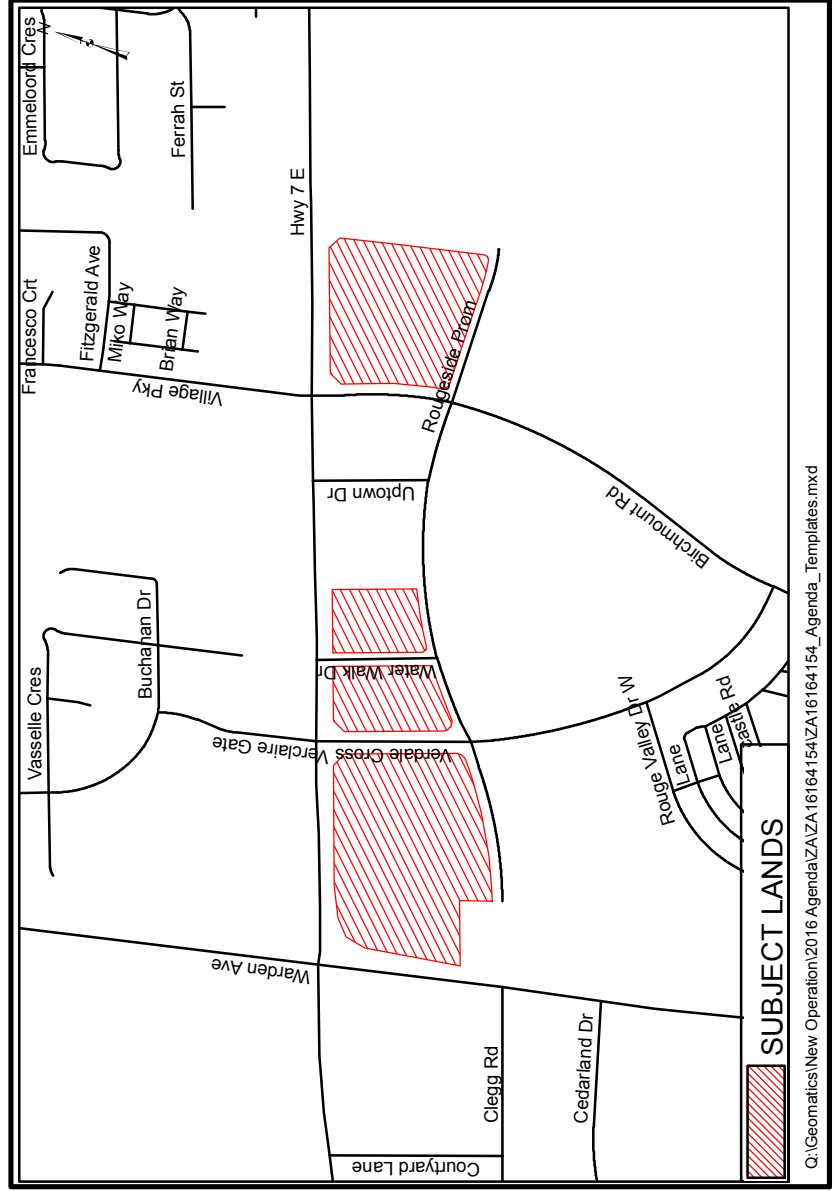 Emmeloord Cres
N
Ferrah St
Hwy 7 E
Francesco Crt
Fitzgerald Ave
Miko Way
Brian Way
Village Pky
Rougeside Prom
Uptown Dr
Birchmount Rd
Vasselle Cres
Buchanan Dr
Water Walk Dr
Verclaire Gate
Verdale Cross
Rouge Valley Dr W
Lane
Lane
Castle Rd
Warden Ave
Clegg Rd
Cedarland Dr
Courtyard Lane
SUBJECT LANDS
Q:\Geomatics\New Operation\2016 Agenda\ZA\ZA16164154\ZA16164154_Agenda_Templates.mxd